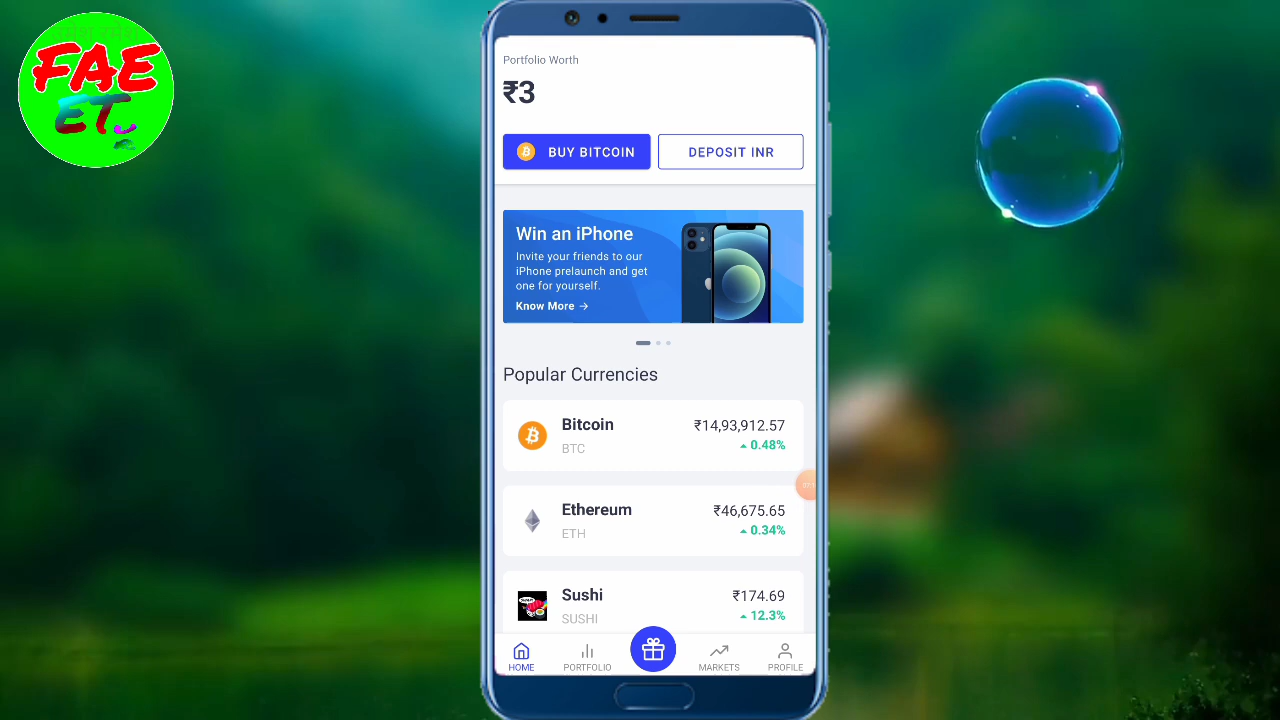 FAE
ET
Portfolio Worth
₹3
BUY BITCOIN
DEPOSIT INR
Win an iPhone
Invite your friends to our
iPhone prelaunch and get
one for yourself.
Know More →
Popular Currencies
Bitcoin
₹14,93,912.57
BTC
0.48%
Ethereum
₹46,675.65
ETH
0.34%
Sushi
₹174.69
SUSHI
12.3%
HOME
PORTFOLIO
MARKETS
PROFILE